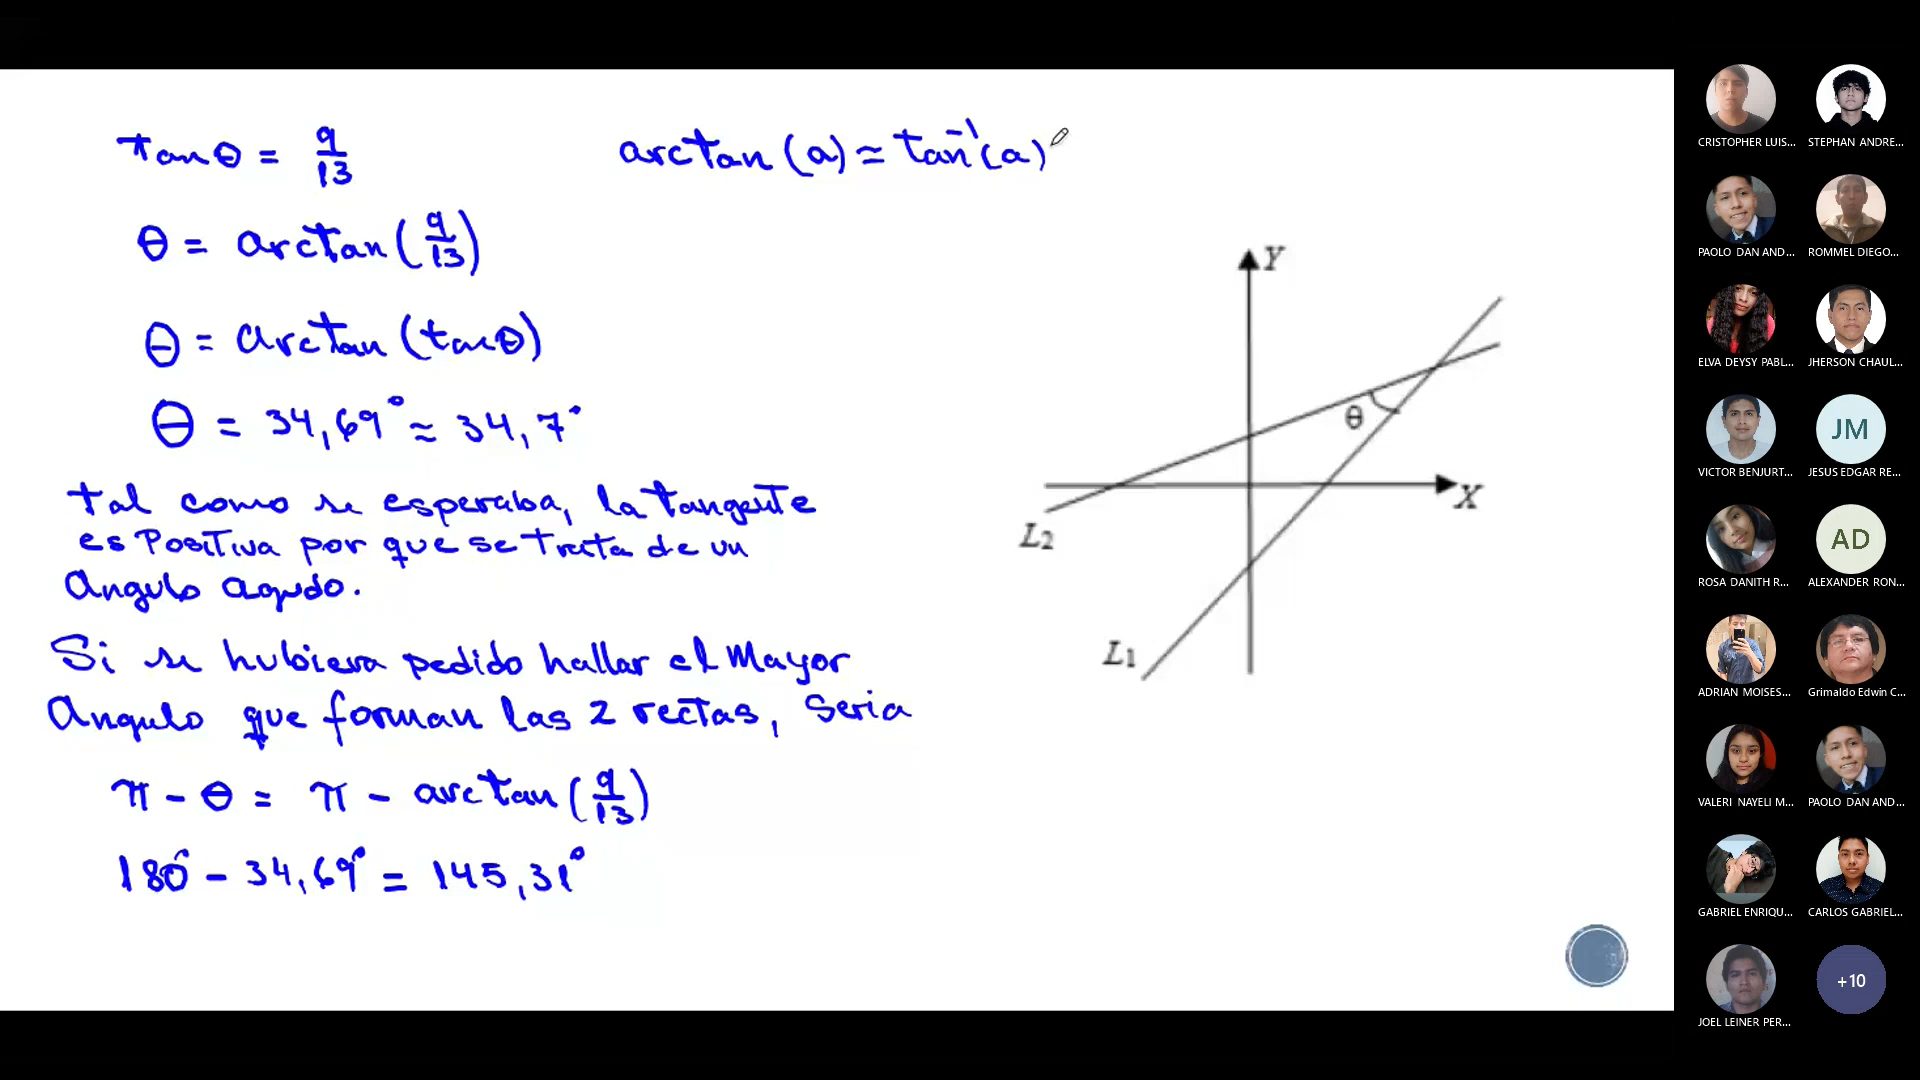 tan θ = 9/13
arctan (a) ≈ tan⁻¹(a)
θ = arctan(9/13)
θ = arctan (tan θ)
θ = 34,69° ≈ 34,7°
tal como se esperaba, la tangente
es Positiva por que se trata de un
Angulo agudo.
Si se hubiera pedido hallar el Mayor
Angulo que forman las 2 rectas, Seria
π - θ = π - arctan (9/13)
180° - 34,69° = 145,31°
Y
θ
X
L2
L1
CRISTOPHER LUIS...
STEPHAN ANDRE...
PAOLO DAN AND...
ROMMEL DIEGO...
ELVA DEYSY PABL...
JHERSON CHAUL...
JM
VICTOR BENJURT...
JESUS EDGAR RE...
AD
ROSA DANITH R...
ALEXANDER RON...
ADRIAN MOISES...
Grimaldo Edwin C...
VALERI NAYELI M...
PAOLO DAN AND...
GABRIEL ENRIQU...
CARLOS GABRIEL...
+10
JOEL LEINER PER...